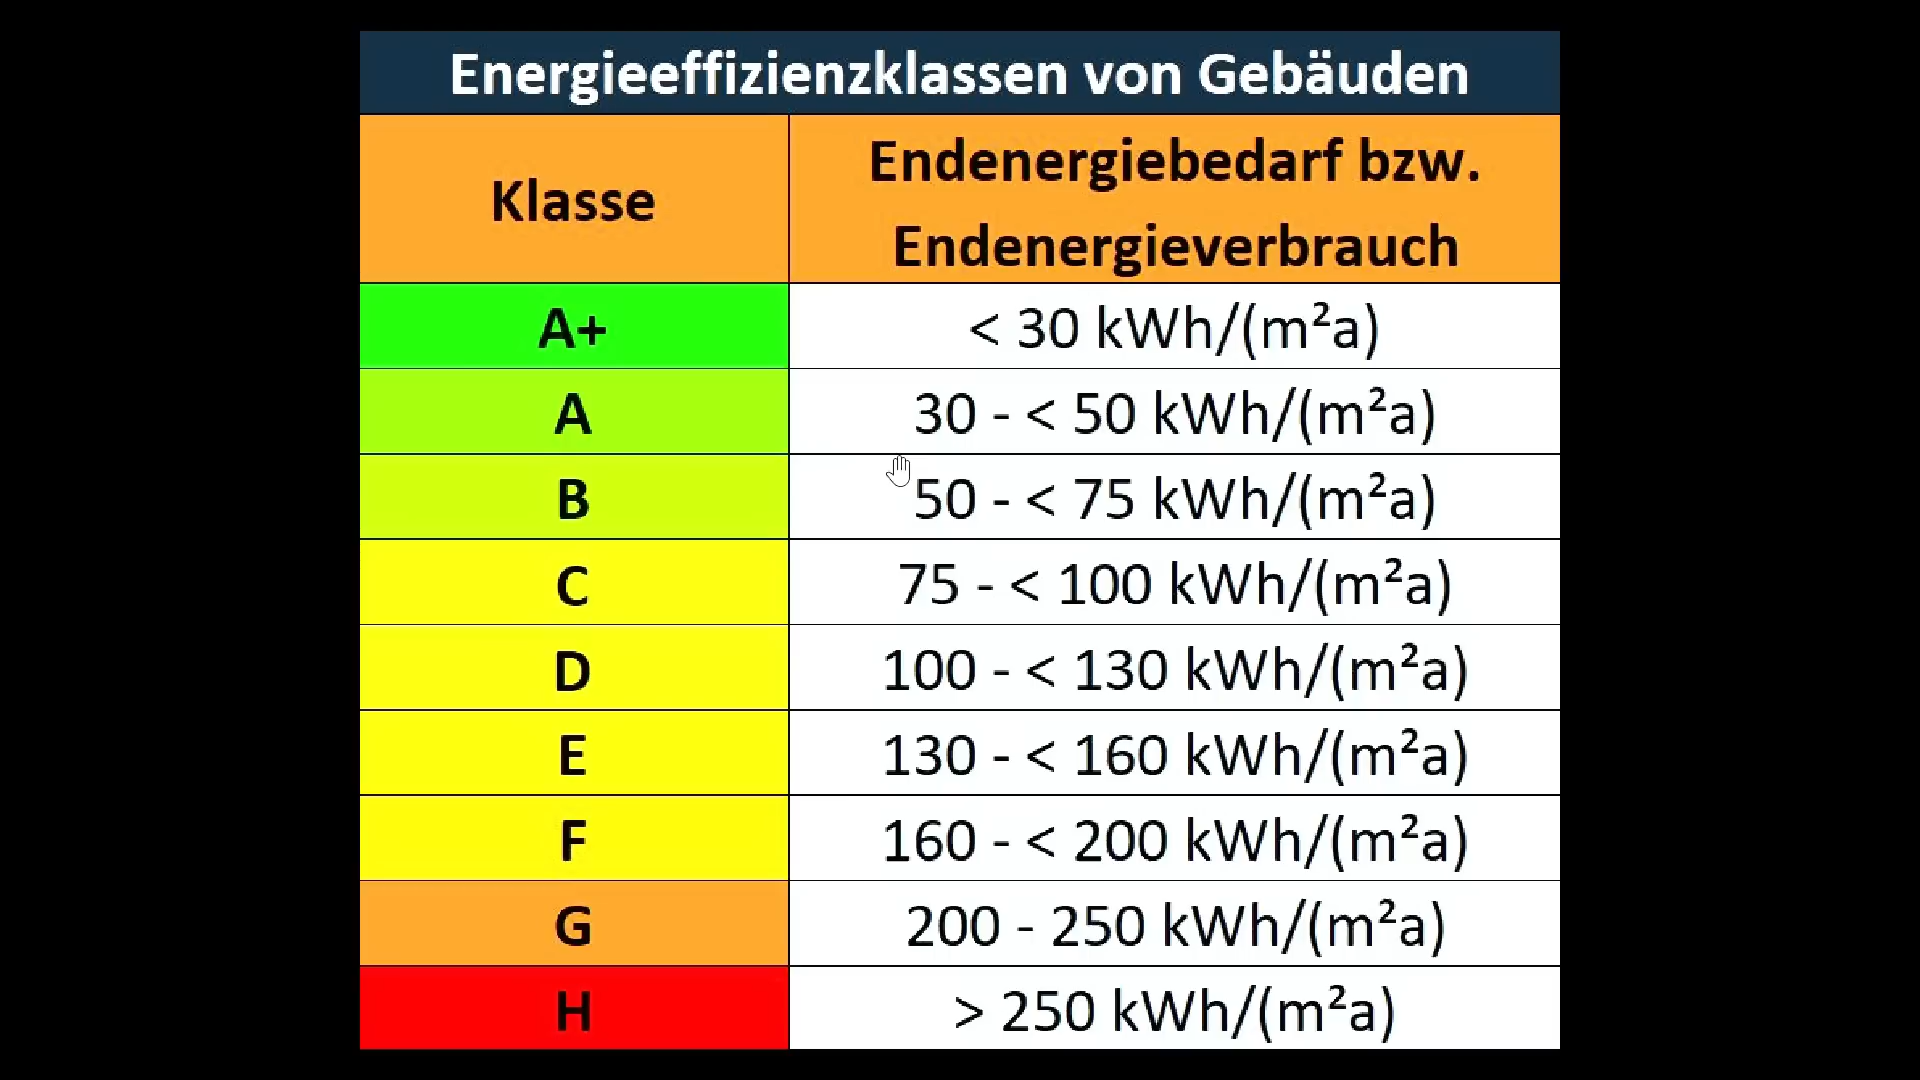 Energieeffizienzklassen von Gebäuden
Klasse
Endenergiebedarf bzw.
Endenergieverbrauch
A+ < 30 kWh/(m²a)
A 30 - < 50 kWh/(m²a)
B 50 - < 75 kWh/(m²a)
C 75 - < 100 kWh/(m²a)
D 100 - < 130 kWh/(m²a)
E 130 - < 160 kWh/(m²a)
F 160 - < 200 kWh/(m²a)
G 200 - 250 kWh/(m²a)
H > 250 kWh/(m²a)